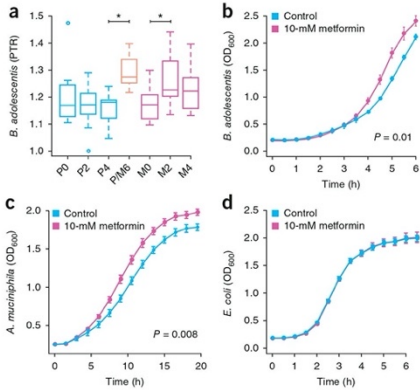 a
B. adolescentis (PTR)
1.5
1.4
1.3
1.2
1.1
1.0
*
*
P0
P2
P4
P/M6
M0
M2
M4
b
Control
10-mM metformin
B. adolescentis (OD600)
2.5
2.0
1.5
1.0
0.5
0
P = 0.01
0 1 2 3 4 5 6
Time (h)
c
Control
10-mM metformin
A. muciniphila (OD600)
2.0
1.5
1.0
0.5
P = 0.008
0 5 10 15 20
Time (h)
d
Control
10-mM metformin
E. coli (OD600)
2.5
2.0
1.5
1.0
0.5
0
0 1 2 3 4 5 6
Time (h)